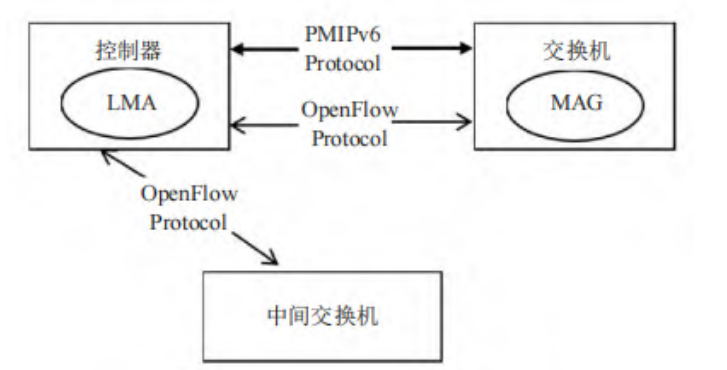 控制器
LMA
PMIPv6
Protocol
OpenFlow
Protocol
交换机
MAG
OpenFlow
Protocol
中间交换机